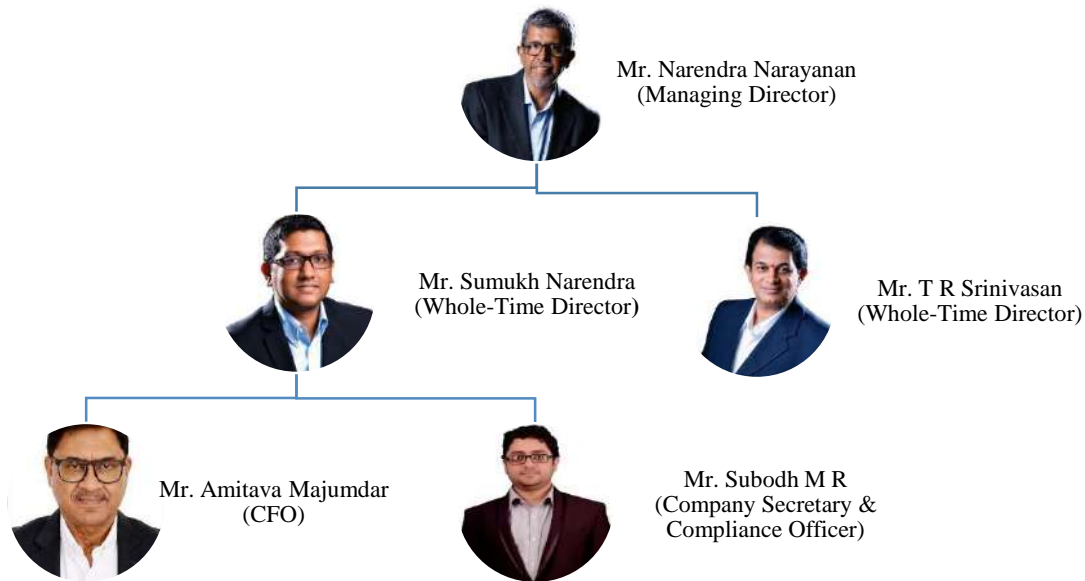 Mr. Narendra Narayanan
(Managing Director)
Mr. Sumukh Narendra
(Whole-Time Director)
Mr. T R Srinivasan
(Whole-Time Director)
Mr. Amitava Majumdar
(CFO)
Mr. Subodh M R
(Company Secretary &
Compliance Officer)